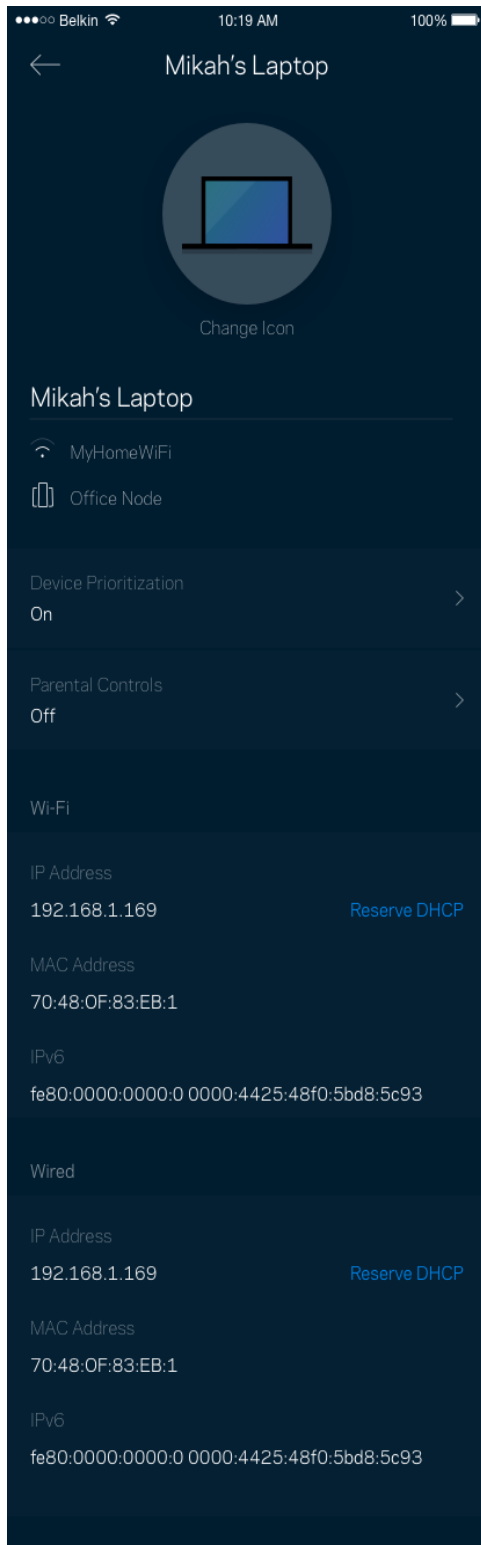 Belkin 10:19 AM 100%
Mikah's Laptop
Change Icon
Mikah's Laptop
MyHomeWiFi
Office Node
Device Prioritization
On
Parental Controls
Off
Wi-Fi
IP Address
192.168.1.169 Reserve DHCP
MAC Address
70:48:0F:83:EB:1
IPv6
fe80:0000:0000:0 0000:4425:48f0:5bd8:5c93
Wired
IP Address
192.168.1.169 Reserve DHCP
MAC Address
70:48:0F:83:EB:1
IPv6
fe80:0000:0000:0 0000:4425:48f0:5bd8:5c93